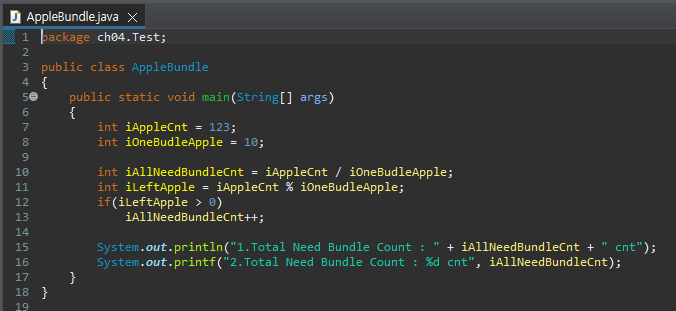 AppleBundle.java
1 package ch04.Test;
2
3 public class AppleBundle
4 {
5     public static void main(String[] args)
6     {
7         int iAppleCnt = 123;
8         int iOneBudleApple = 10;
9
10         int iAllNeedBundleCnt = iAppleCnt / iOneBudleApple;
11         int iLeftApple = iAppleCnt % iOneBudleApple;
12         if(iLeftApple > 0)
13             iAllNeedBundleCnt++;
14
15         System.out.println("1.Total Need Bundle Count : " + iAllNeedBundleCnt + " cnt");
16         System.out.printf("2.Total Need Bundle Count : %d cnt", iAllNeedBundleCnt);
17     }
18 }
19